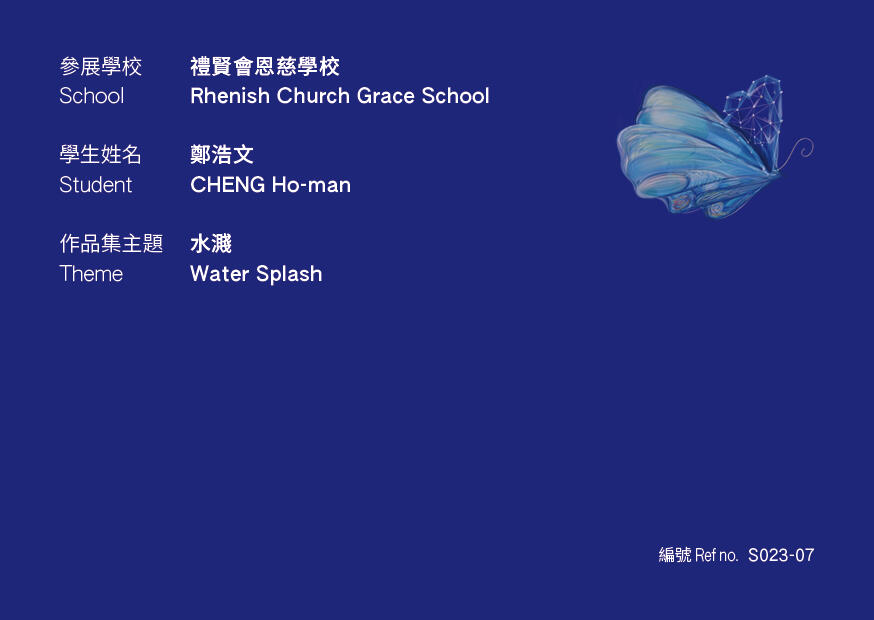 參展學校 禮賢會恩慈學校
School Rhenish Church Grace School
學生姓名 鄭浩文
Student CHENG Ho-man
作品集主題 水濺
Theme Water Splash
編號 Ref no. S023-07